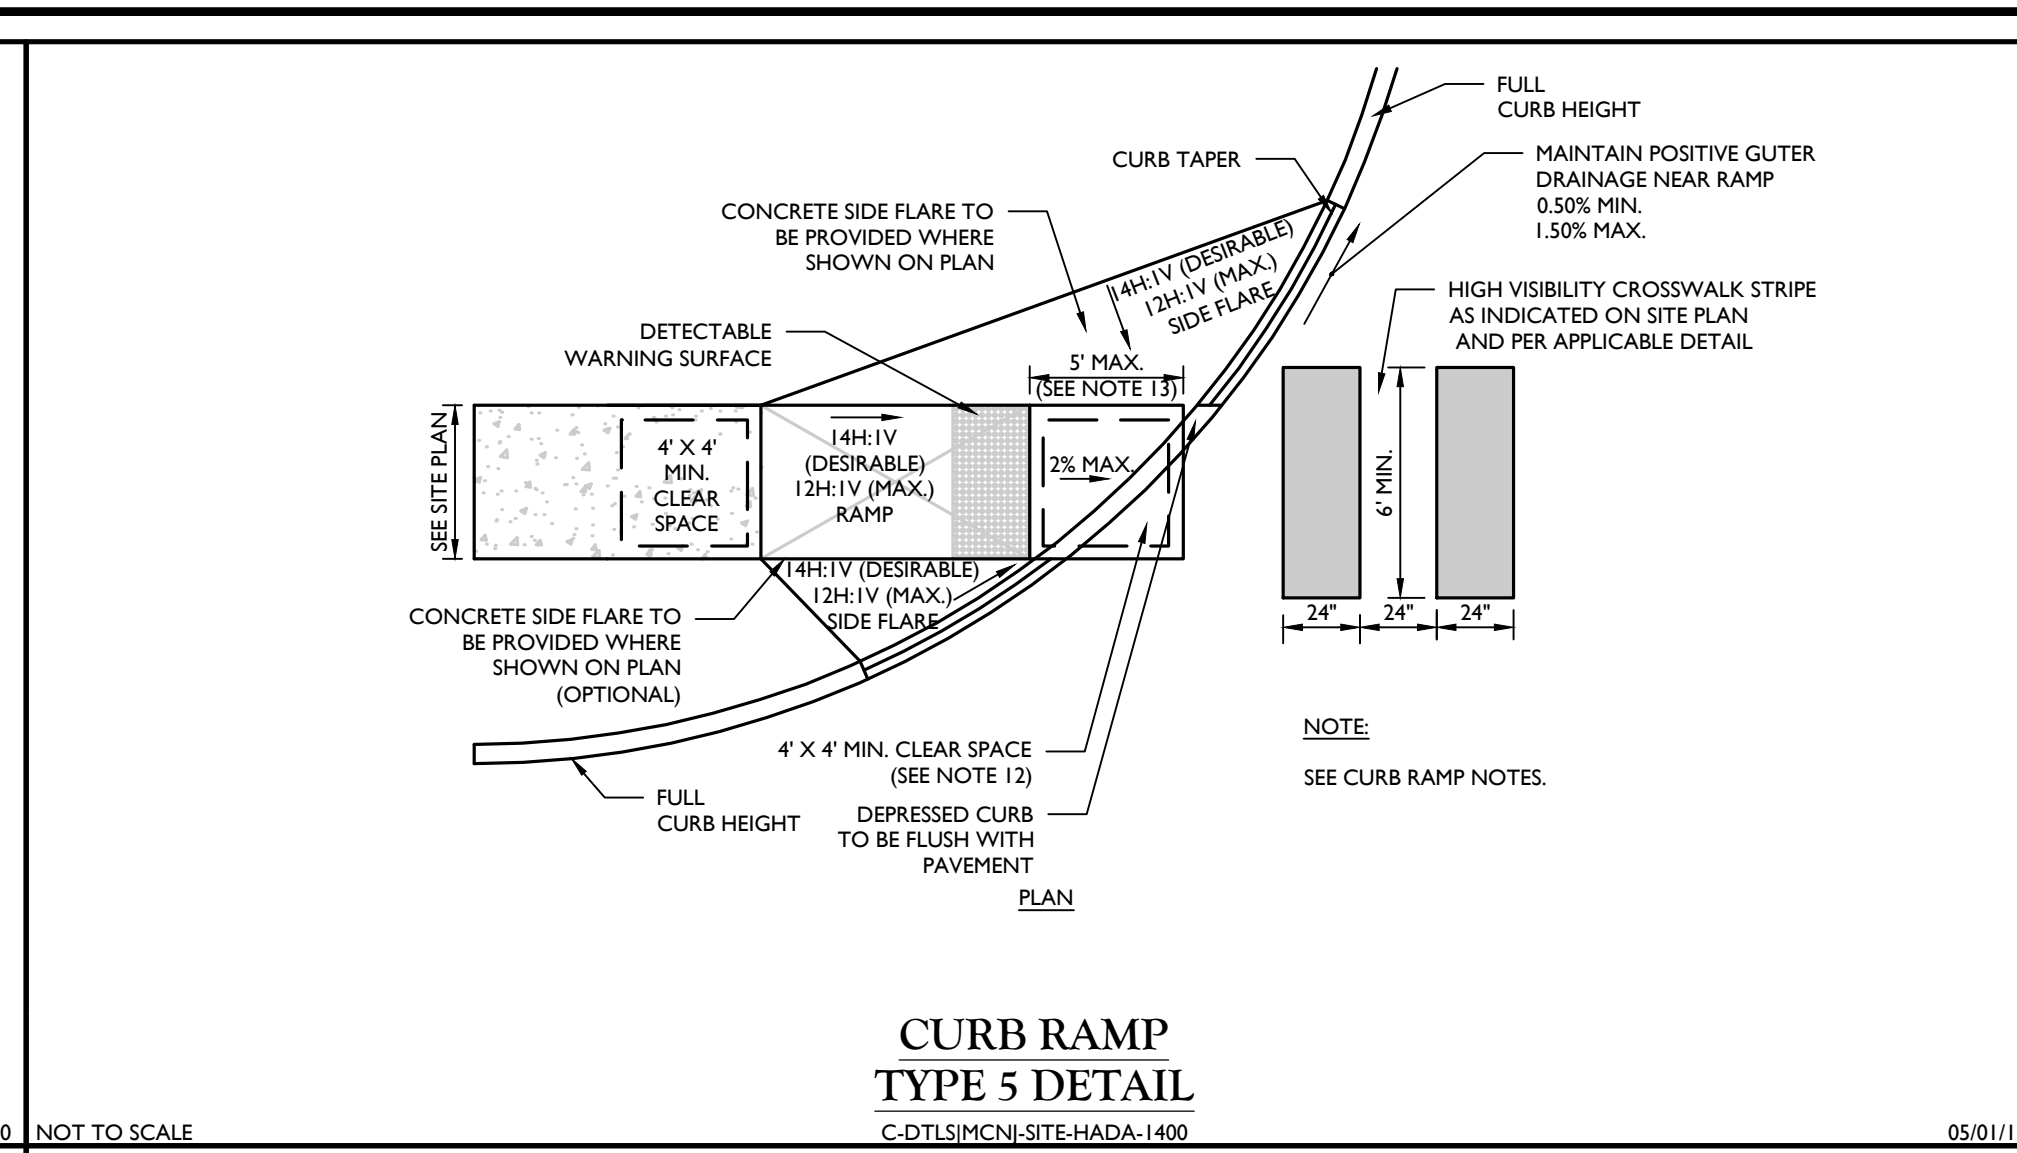 FULL
CURB HEIGHT
CURB TAPER
MAINTAIN POSITIVE GUTER
DRAINAGE NEAR RAMP
0.50% MIN.
1.50% MAX.
CONCRETE SIDE FLARE TO
BE PROVIDED WHERE
SHOWN ON PLAN
14H:1V (DESIRABLE)
12H:1V (MAX.)
SIDE FLARE
HIGH VISIBILITY CROSSWALK STRIPE
AS INDICATED ON SITE PLAN
AND PER APPLICABLE DETAIL
DETECTABLE
WARNING SURFACE
5' MAX.
(SEE NOTE 13)
SEE SITE PLAN
4' X 4'
MIN.
CLEAR
SPACE
14H:1V
(DESIRABLE)
12H:1V (MAX.)
RAMP
2% MAX.
6' MIN.
24"
24"
24"
14H:1V (DESIRABLE)
12H:1V (MAX.)
SIDE FLARE
CONCRETE SIDE FLARE TO
BE PROVIDED WHERE
SHOWN ON PLAN
(OPTIONAL)
4' X 4' MIN. CLEAR SPACE
(SEE NOTE 12)
FULL
CURB HEIGHT
DEPRESSED CURB
TO BE FLUSH WITH
PAVEMENT
NOTE:
SEE CURB RAMP NOTES.
PLAN
CURB RAMP
TYPE 5 DETAIL
0
NOT TO SCALE
C-DTLS|MCNJ-SITE-HADA-1400
05/01/1